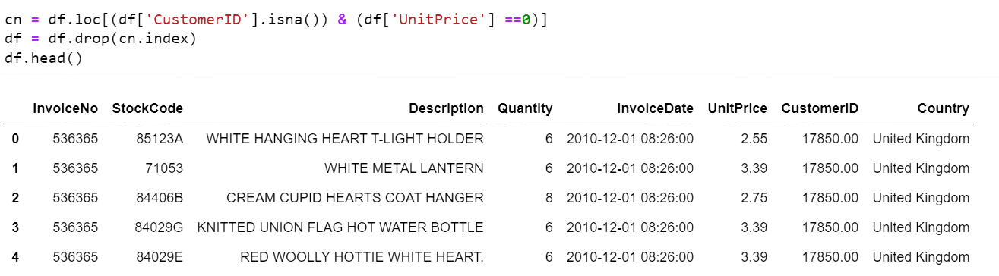 cn = df.loc[(df['CustomerID'].isna()) & (df['UnitPrice'] ==0)]
df = df.drop(cn.index)
df.head()
InvoiceNo StockCode Description Quantity InvoiceDate UnitPrice CustomerID Country
0 536365 85123A WHITE HANGING HEART T-LIGHT HOLDER 6 2010-12-01 08:26:00 2.55 17850.00 United Kingdom
1 536365 71053 WHITE METAL LANTERN 6 2010-12-01 08:26:00 3.39 17850.00 United Kingdom
2 536365 84406B CREAM CUPID HEARTS COAT HANGER 8 2010-12-01 08:26:00 2.75 17850.00 United Kingdom
3 536365 84029G KNITTED UNION FLAG HOT WATER BOTTLE 6 2010-12-01 08:26:00 3.39 17850.00 United Kingdom
4 536365 84029E RED WOOLLY HOTTIE WHITE HEART. 6 2010-12-01 08:26:00 3.39 17850.00 United Kingdom